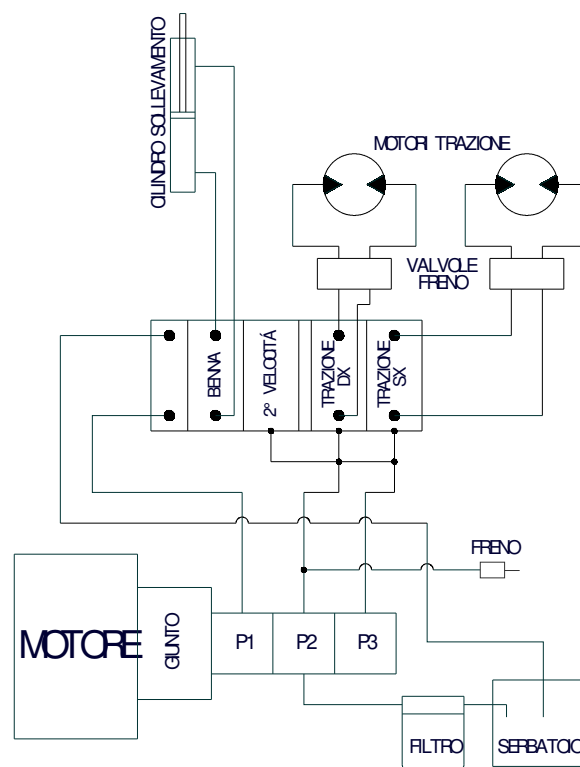 CILINDRO SOLLEVAMENTO
MOTORI TRAZIONE
VALVOLE
FRENO
BENNA
2° VELOCITÁ
TRAZIONE
DX
TRAZIONE
SX
FRENO
MOTORE
GIUNTO
P1
P2
P3
FILTRO
SERBATOIO